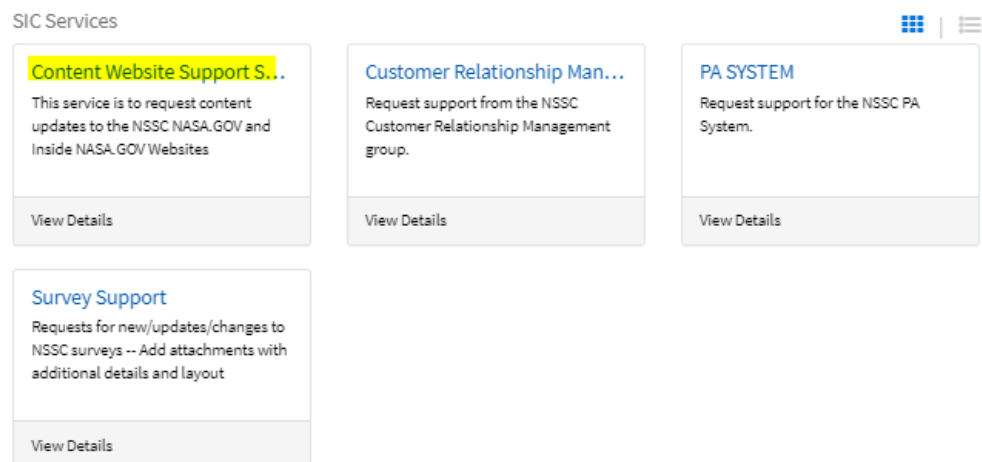 SIC Services
Content Website Support S...
This service is to request content
updates to the NSSC NASA.GOV and
Inside NASA.GOV Websites
View Details
Customer Relationship Man...
Request support from the NSSC
Customer Relationship Management
group.
View Details
PA SYSTEM
Request support for the NSSC PA
System.
View Details
Survey Support
Requests for new/updates/changes to
NSSC surveys -- Add attachments with
additional details and layout
View Details